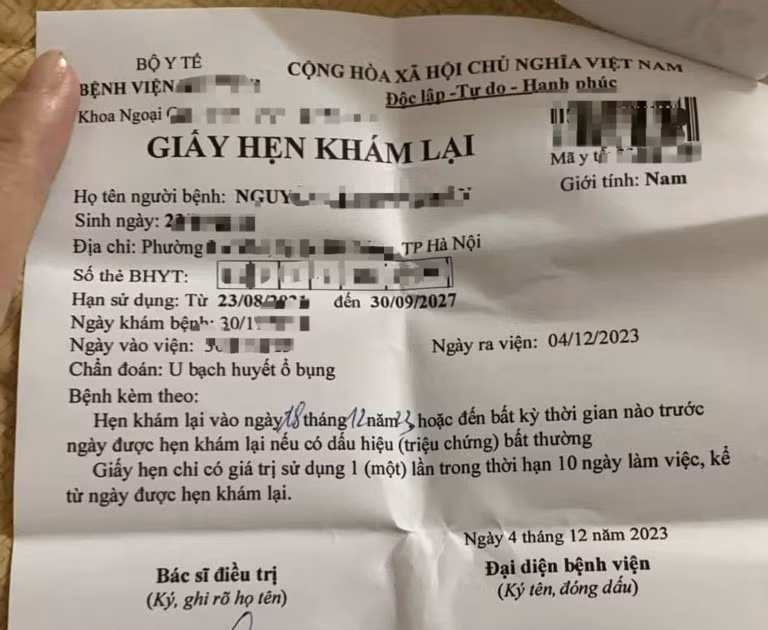 BỘ Y TẾ
CỘNG HÒA XÃ HỘI CHỦ NGHĨA VIỆT NAM
BỆNH VIỆN
Độc lập -Tự do - Hạnh phúc
Khoa Ngoại
GIẤY HẸN KHÁM LẠI
Mã y tế
Giới tính: Nam
Họ tên người bệnh: NGUY
Sinh ngày: 2
Địa chỉ: Phường TP Hà Nội
Số thẻ BHYT:
Hạn sử dụng: Từ 23/08/ đến 30/09/2027
Ngày khám bệnh: 30/1
Ngày vào viện:
Ngày ra viện: 04/12/2023
Chẩn đoán: U bạch huyết ổ bụng
Bệnh kèm theo:
Hẹn khám lại vào ngày 18 tháng 12 năm 23 hoặc đến bất kỳ thời gian nào trước
ngày được hẹn khám lại nếu có dấu hiệu (triệu chứng) bất thường
Giấy hẹn chỉ có giá trị sử dụng 1 (một) lần trong thời hạn 10 ngày làm việc, kể
từ ngày được hẹn khám lại.
Ngày 4 tháng 12 năm 2023
Bác sĩ điều trị
(Ký, ghi rõ họ tên)
Đại diện bệnh viện
(Ký tên, đóng dấu)